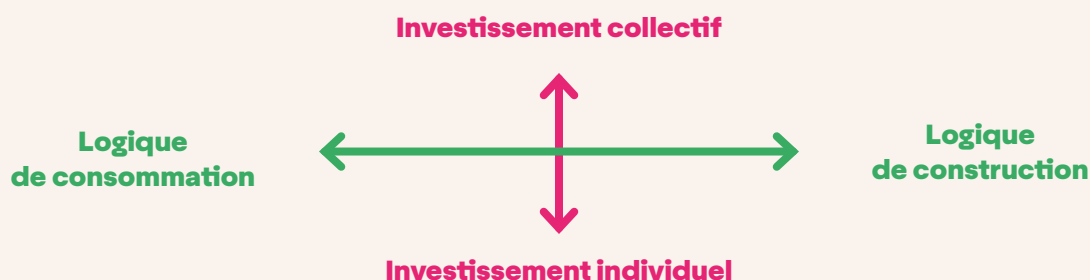 Investissement collectif
Logique
de consommation
Logique
de construction
Investissement individuel